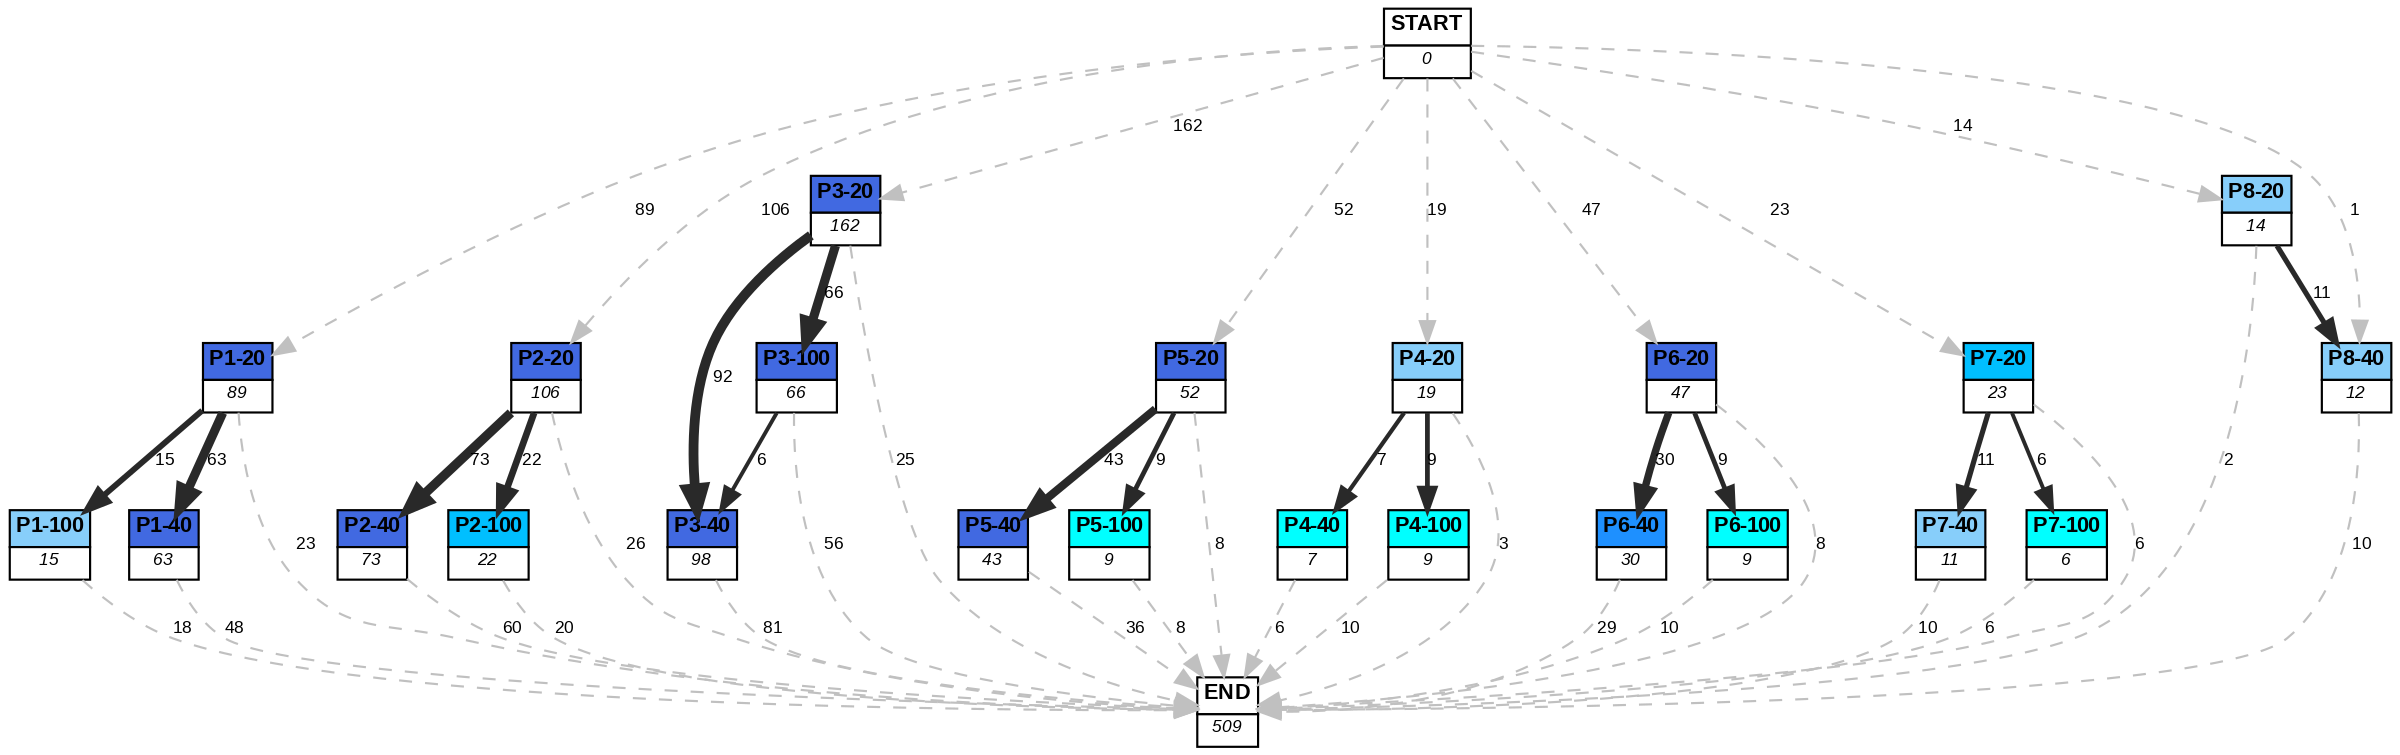 START
0
162
14
89
106
52
19
47
23
1
P3-20
162
P8-20
14
66
11
92
P1-20
89
P2-20
106
P3-100
66
P5-20
52
P4-20
19
P6-20
47
P7-20
23
P8-40
12
15
63
73
22
6
25
43
9
7
9
30
9
11
6
2
P1-100
15
P1-40
63
23
P2-40
73
P2-100
22
26
P3-40
98
56
P5-40
43
P5-100
9
8
P4-40
7
P4-100
9
3
P6-40
30
P6-100
9
8
P7-40
11
P7-100
6
6
10
18
48
60
20
81
36
8
6
10
29
10
10
6
END
509